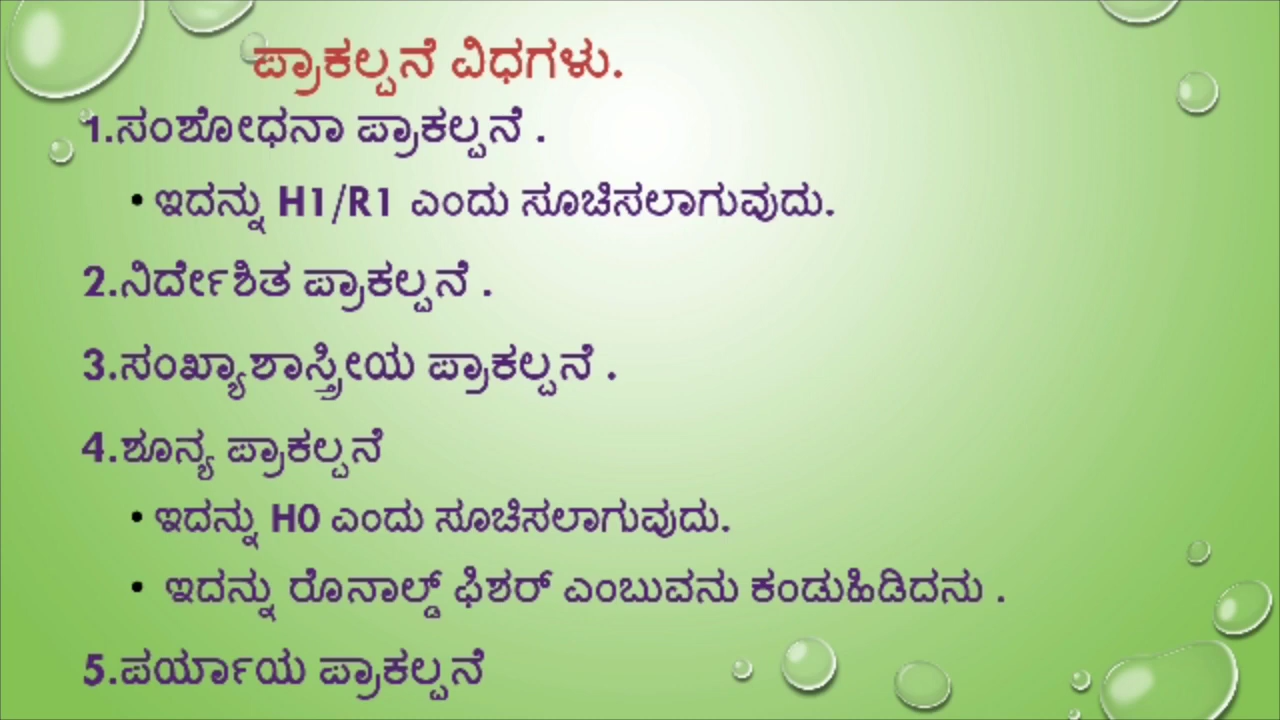 ಪ್ರಾಕಲ್ಪನೆ ವಿಧಗಳು.
1.ಸಂಶೋಧನಾ ಪ್ರಾಕಲ್ಪನೆ .
• ಇದನ್ನು H1/R1 ಎಂದು ಸೂಚಿಸಲಾಗುವುದು.
2.ನಿರ್ದೇಶಿತ ಪ್ರಾಕಲ್ಪನೆ .
3.ಸಂಖ್ಯಾಶಾಸ್ತ್ರೀಯ ಪ್ರಾಕಲ್ಪನೆ .
4.ಶೂನ್ಯ ಪ್ರಾಕಲ್ಪನೆ
• ಇದನ್ನು H0 ಎಂದು ಸೂಚಿಸಲಾಗುವುದು.
• ಇದನ್ನು ರೊನಾಲ್ಡ್ ಫಿಶರ್ ಎಂಬುವನು ಕಂಡುಹಿಡಿದನು .
5.ಪರ್ಯಾಯ ಪ್ರಾಕಲ್ಪನೆ